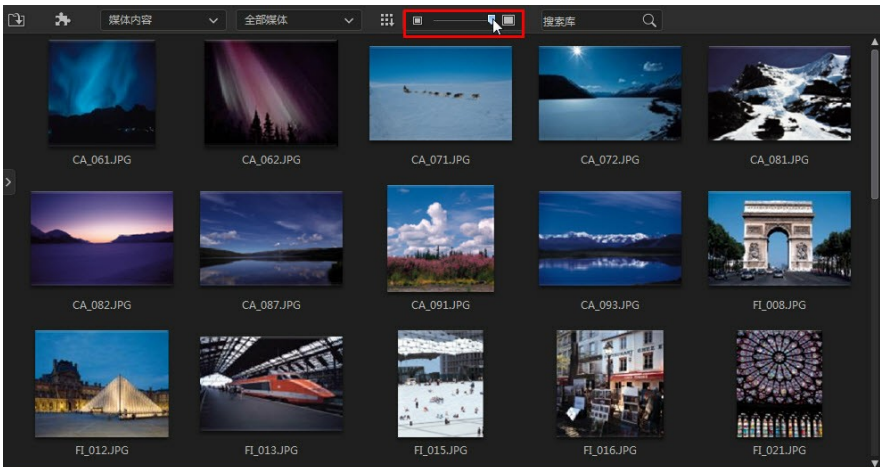 媒体内容 全部媒体 搜索库
CA_061.JPG CA_062.JPG CA_071.JPG CA_072.JPG CA_081.JPG
CA_082.JPG CA_087.JPG CA_091.JPG CA_093.JPG FI_008.JPG
FI_012.JPG FI_013.JPG FI_015.JPG FI_016.JPG FI_021.JPG